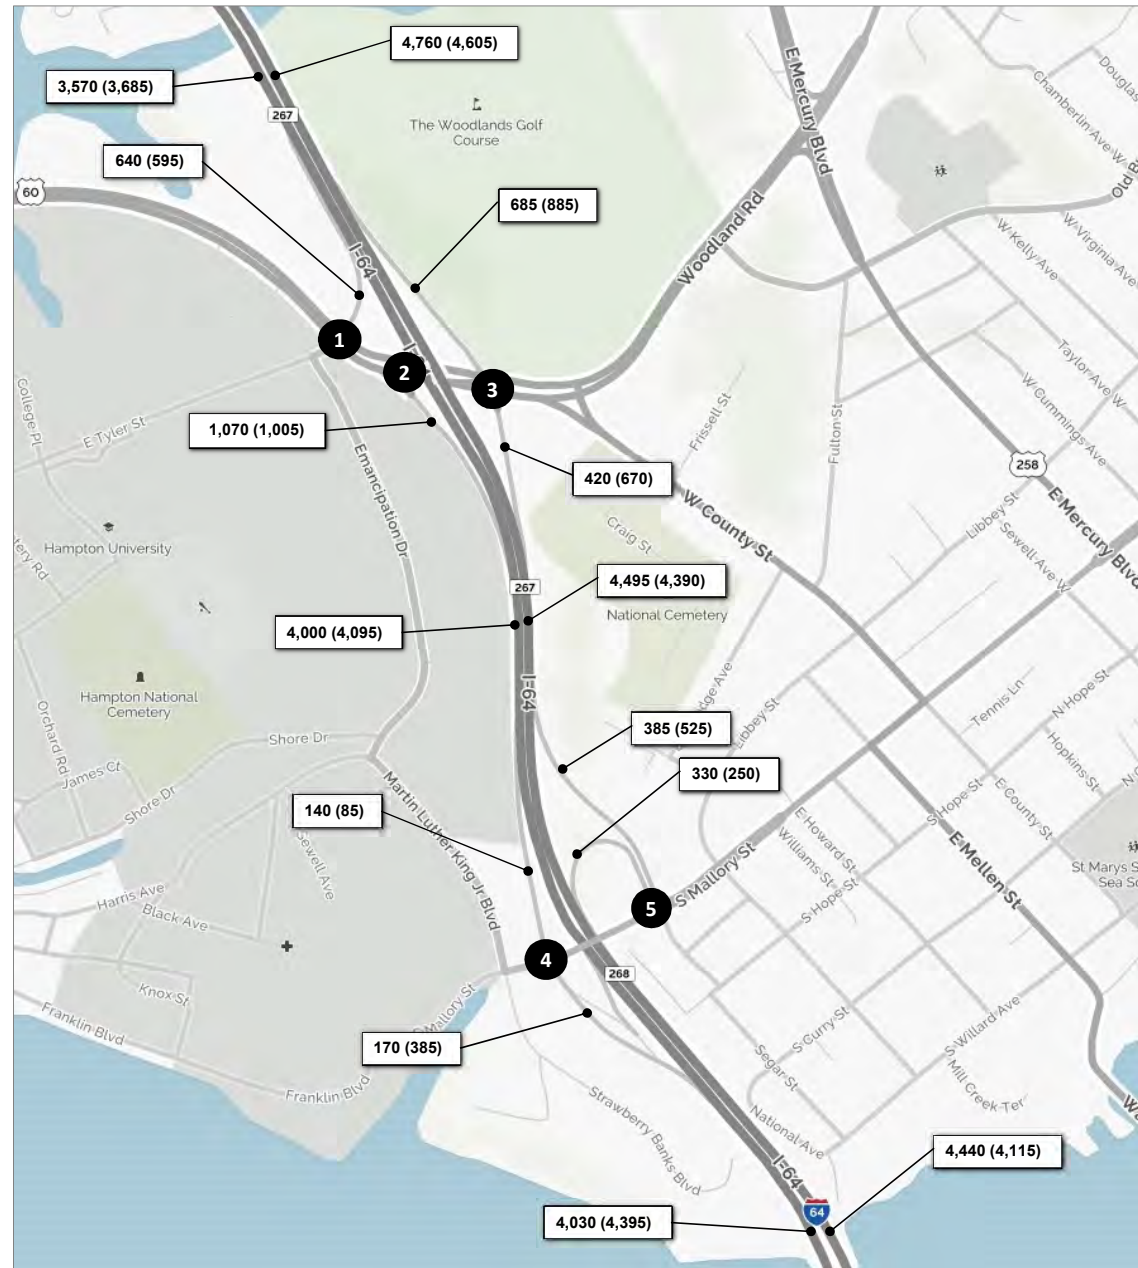 4,760 (4,605)
3,570 (3,685)
267
The Woodlands Golf
Course
E Mercury Blvd
Chamberlin Ave W
640 (595)
60
685 (885)
Woodland Rd
W Kelly Ave
W Virginia Ave
I-64
1
2
3
College Pl
E Tyler St
1,070 (1,005)
Emancipation Dr
420 (670)
Frissell St
Fulton St
Taylor Ave W
W Cummings Ave
258
E Mercury Blvd
W County St
Craig St
Libbey St
Sewell Ave W
Hampton University
267
4,495 (4,390)
National Cemetery
4,000 (4,095)
I-64
Hampton National
Cemetery
Orchard Rd
James Ct
Shore Dr
Shore Dr
385 (525)
Libbey St
Tennis Ln
N Hope St
Hopkins St
330 (250)
140 (85)
Martin Luther King Jr Blvd
Sewell Ave
S Hope St
E County St
E Howard St
Williams St
S Hope St
E Mellen St
St Marys S
Sea Sc
Harris Ave
Black Ave
S Mallory St
5
4
268
Knox St
Franklin Blvd
Mallory St
Franklin Blvd
170 (385)
S Curry St
S Willard Ave
Segar St
S Mill Creek Ter
National Ave
Strawberry Banks Blvd
I-64
4,440 (4,115)
64
4,030 (4,395)